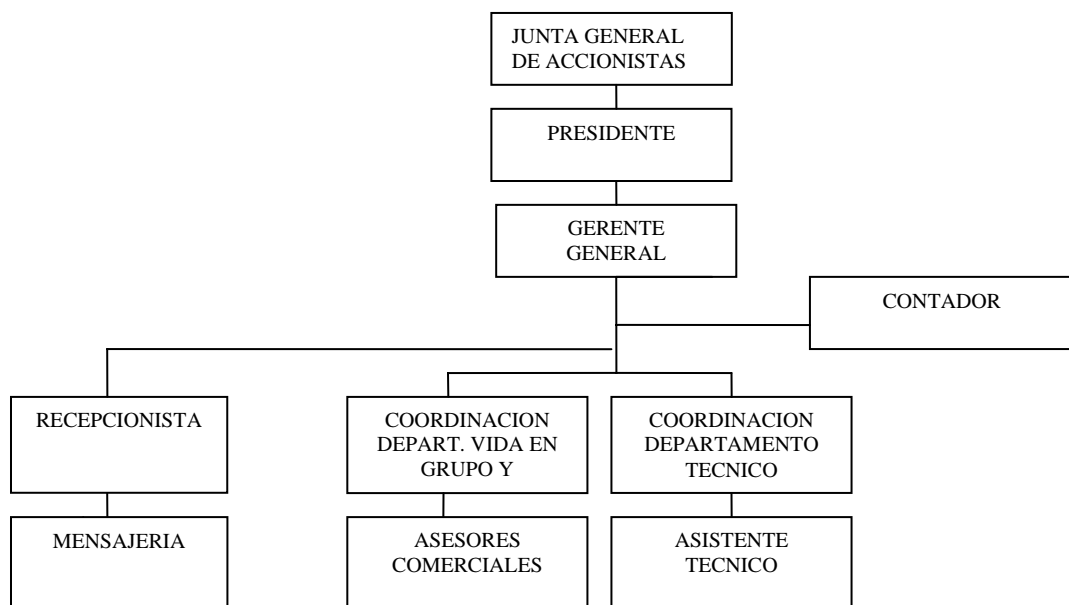 JUNTA GENERAL
DE ACCIONISTAS
PRESIDENTE
GERENTE
GENERAL
CONTADOR
RECEPCIONISTA
COORDINACION
DEPART. VIDA EN
GRUPO Y
COORDINACION
DEPARTAMENTO
TECNICO
MENSAJERIA
ASESORES
COMERCIALES
ASISTENTE
TECNICO